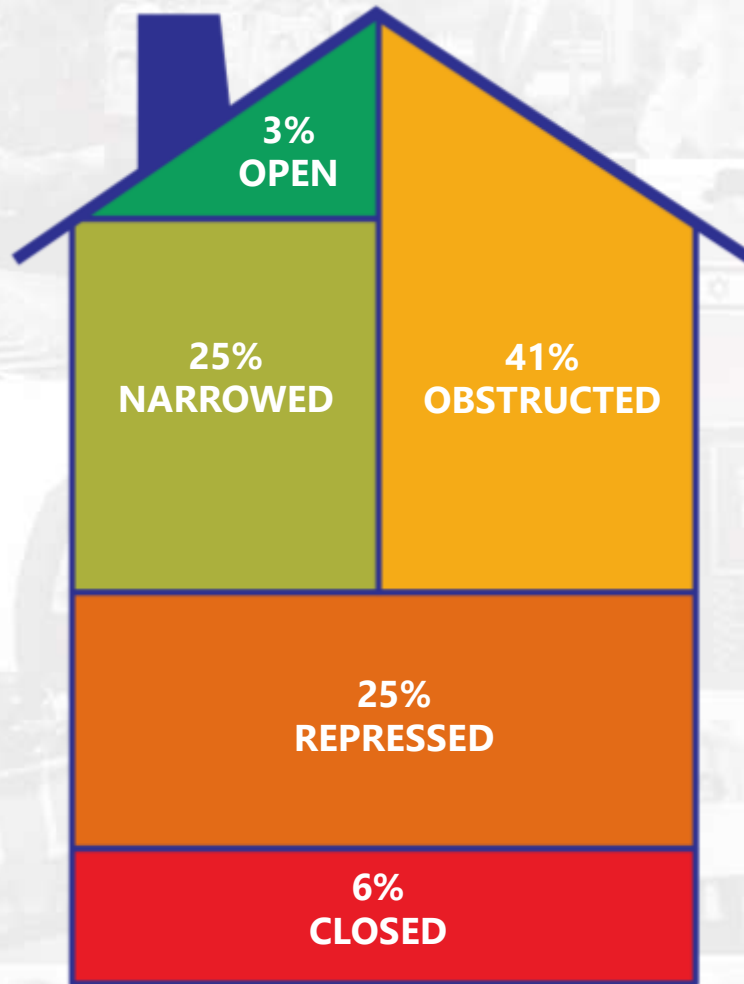 3%
OPEN
25%
NARROWED
41%
OBSTRUCTED
25%
REPRESSED
6%
CLOSED